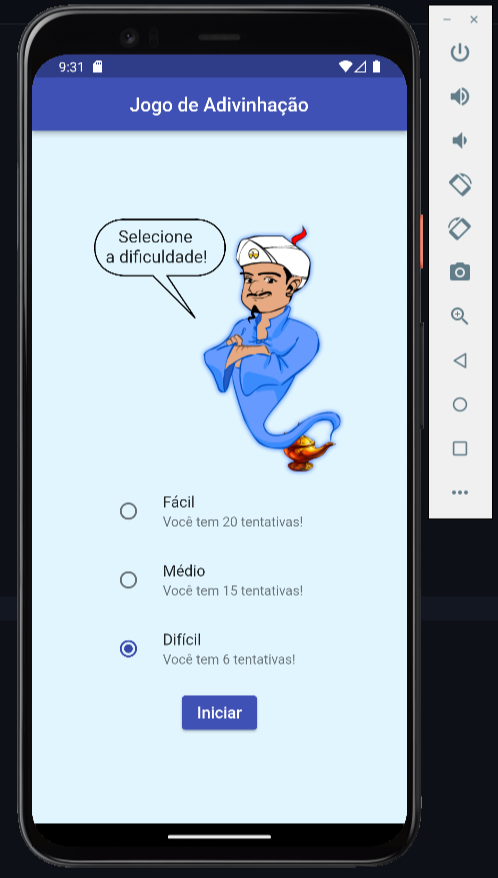 9:31
Jogo de Adivinhação
Selecione
a dificuldade!
Fácil
Você tem 20 tentativas!
Médio
Você tem 15 tentativas!
Difícil
Você tem 6 tentativas!
Iniciar